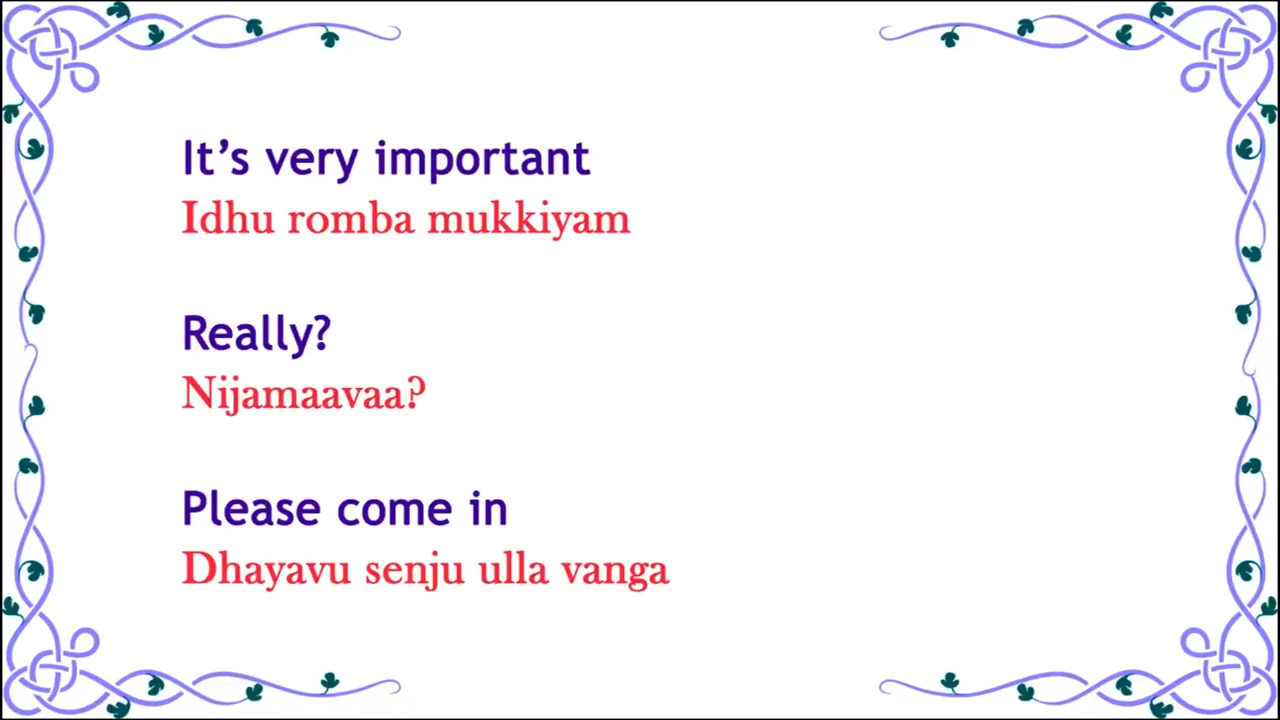 It’s very important
Idhu romba mukkiyam
Really?
Nijamaavaa?
Please come in
Dhayavu senju ulla vanga